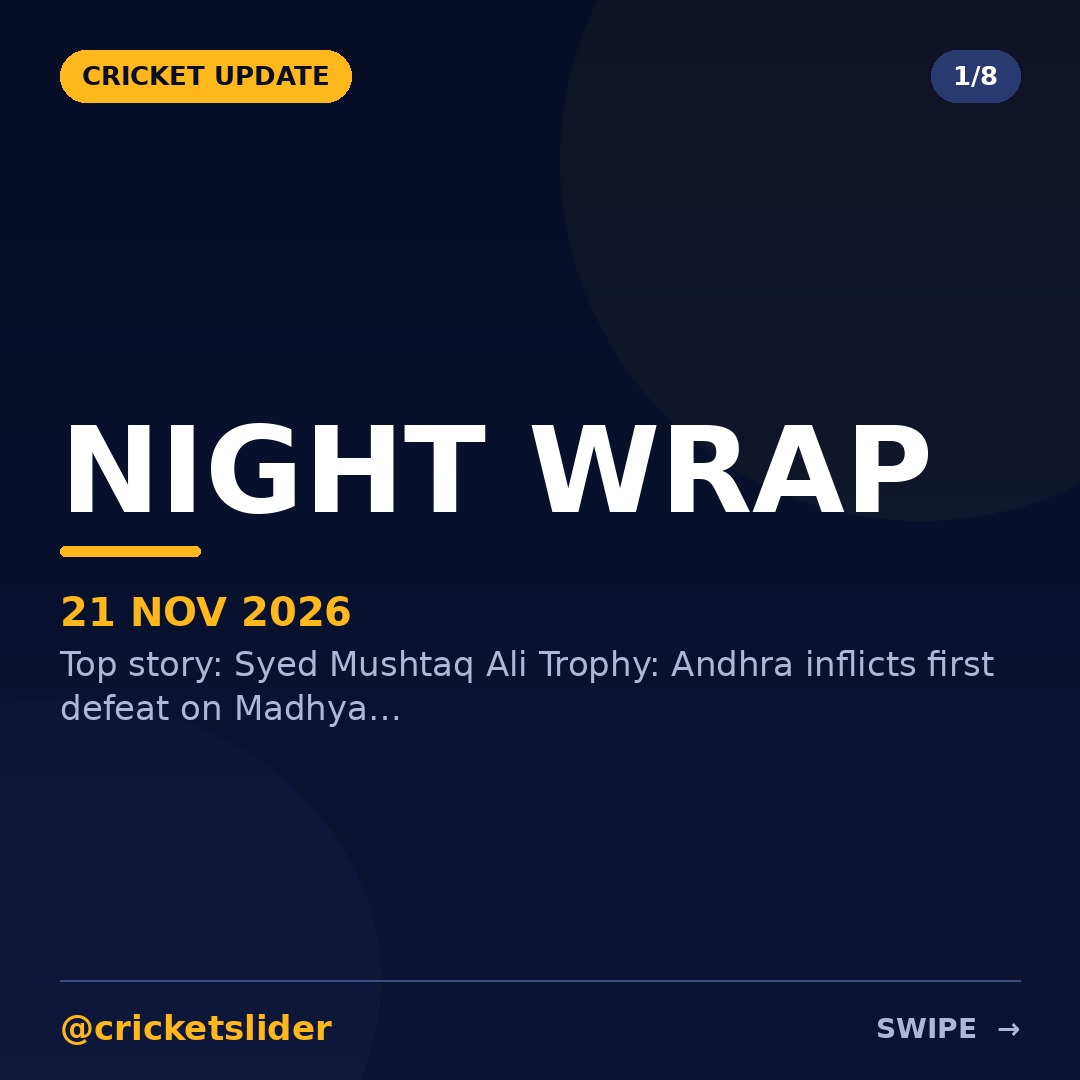 CRICKET UPDATE
1/8
NIGHT WRAP
21 NOV 2026
Top story: Syed Mushtaq Ali Trophy: Andhra inflicts first
defeat on Madhya…
@cricketslider
SWIPE →